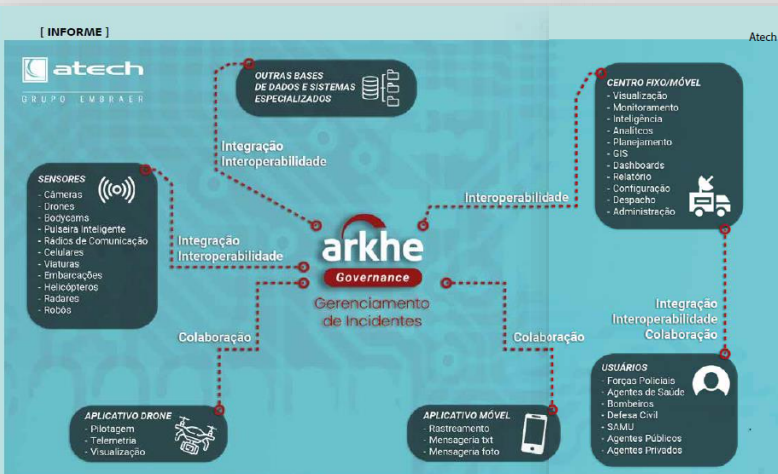 [ INFORME ]
Atech
atech
GRUPO EMBRAER
OUTRAS BASES
DE DADOS E SISTEMAS
ESPECIALIZADOS
CENTRO FIXO/MÓVEL
- Visualização
- Monitoramento
- Inteligência
- Analítcos
- Planejamento
- GIS
- Dashboards
- Relatório
- Configuração
- Despacho
- Administração
Integração
Interoperabilidade
SENSORES
- Câmeras
- Drones
- Bodycams
- Pulseira Inteligente
- Rádios de Comunicação
- Celulares
- Viaturas
- Embarcações
- Helicópteros
- Radares
- Robôs
Integração
Interoperabilidade
Interoperabilidade
arkhe
Governance
Gerenciamento
de Incidentes
Integração
Interoperabilidade
Colaboração
Colaboração
Colaboração
USUÁRIOS
- Forças Policiais
- Agentes de Saúde
- Bombeiros
- Defesa Civil
- SAMU
- Agentes Públicos
- Agentes Privados
APLICATIVO DRONE
- Pilotagem
- Telemetria
- Visualização
APLICATIVO MÓVEL
- Rastreamento
- Mensageria txt
- Mensageria foto